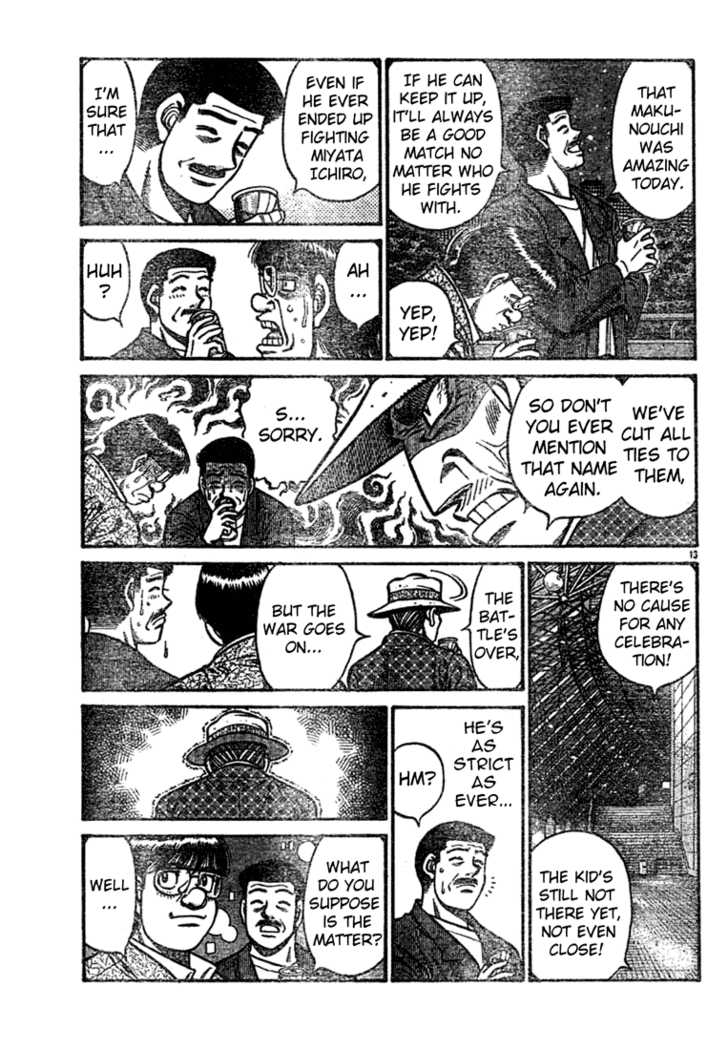 THAT
MAKU-
NOUCHI
WAS
AMAZING
TODAY.
IF HE CAN
KEEP IT UP,
IT'LL ALWAYS
BE A GOOD
MATCH NO
MATTER WHO
HE FIGHTS
WITH.
YEP,
YEP!
EVEN IF
HE EVER
ENDED UP
FIGHTING
MIYATA
ICHIRO,
I'M
SURE
THAT
...
AH
...
HUH
?
WE'VE
CUT ALL
TIES TO
THEM,
SO DON'T
YOU EVER
MENTION
THAT NAME
AGAIN.
S...
SORRY.
13
THERE'S
NO CAUSE
FOR ANY
CELEBRA-
TION!
THE KID'S
STILL NOT
THERE YET,
NOT EVEN
CLOSE!
THE
BAT-
TLE'S
OVER,
BUT THE
WAR GOES
ON...
HE'S
AS
STRICT
AS
EVER...
HM?
WHAT
DO YOU
SUPPOSE
IS THE
MATTER?
WELL
...